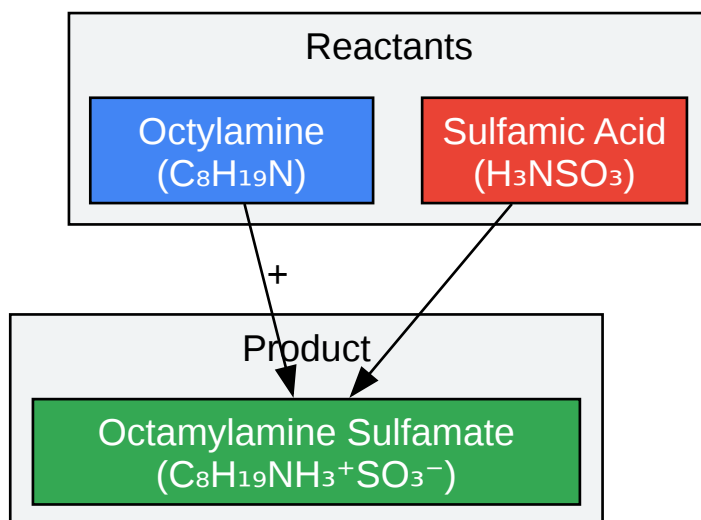 Reactants
Octylamine
(C₈H₁₉N)
Sulfamic Acid
(H₃NSO₃)
+
Product
Octamylamine Sulfamate
(C₈H₁₉NH₃⁺SO₃⁻)